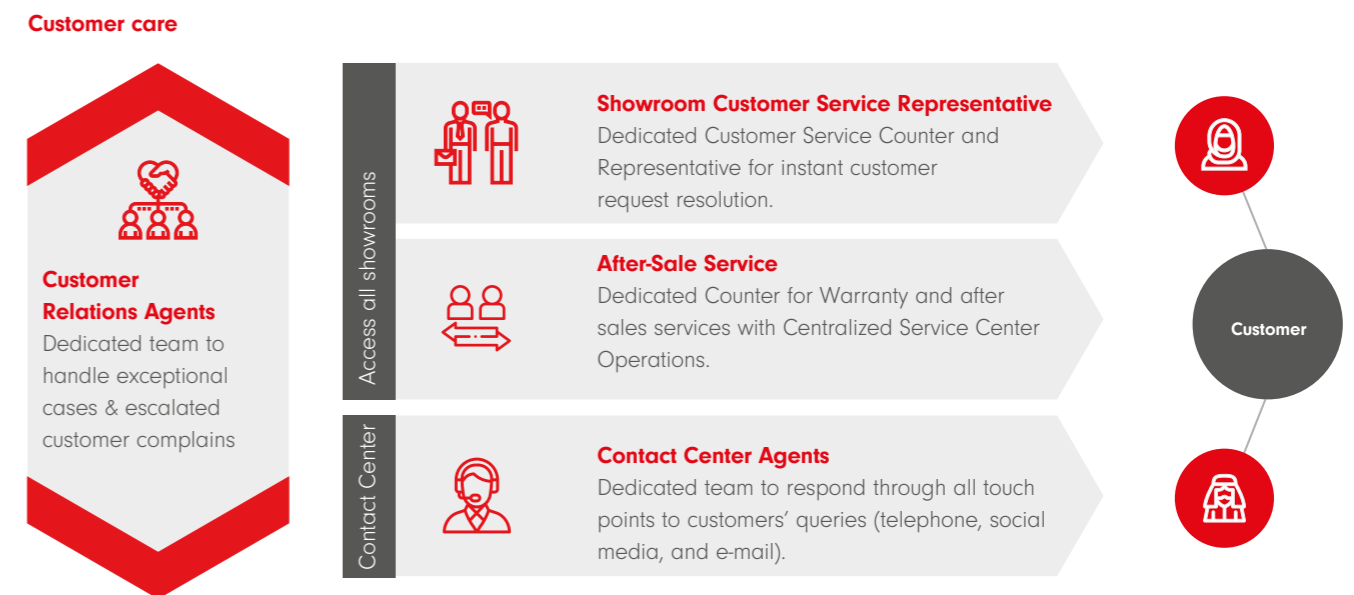 Customer care
Customer
Relations Agents
Dedicated team to
handle exceptional
cases & escalated
customer complains
Access all showrooms
Showroom Customer Service Representative
Dedicated Customer Service Counter and
Representative for instant customer
request resolution.
After-Sale Service
Dedicated Counter for Warranty and after
sales services with Centralized Service Center
Operations.
Contact Center
Contact Center Agents
Dedicated team to respond through all touch
points to customers’ queries (telephone, social
media, and e-mail).
Customer